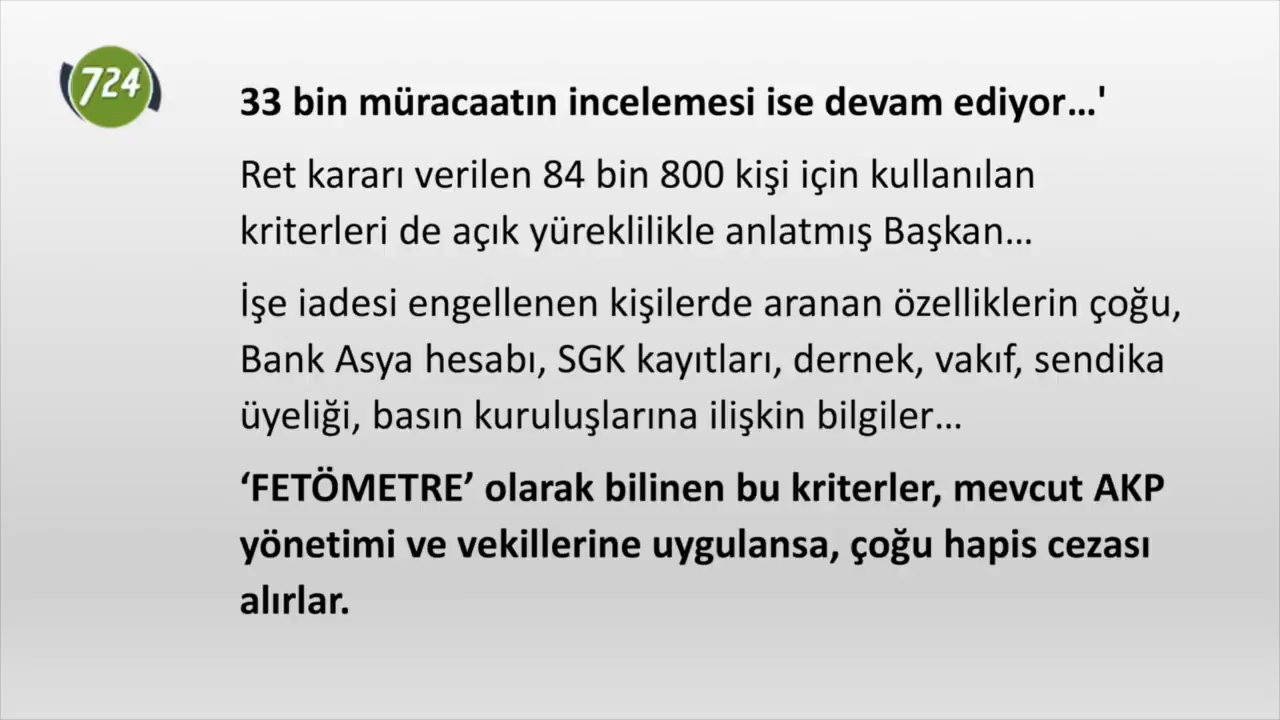 724
33 bin müracaatın incelemesi ise devam ediyor…'
Ret kararı verilen 84 bin 800 kişi için kullanılan
kriterleri de açık yüreklilikle anlatmış Başkan…
İşe iadesi engellenen kişilerde aranan özelliklerin çoğu,
Bank Asya hesabı, SGK kayıtları, dernek, vakıf, sendika
üyeliği, basın kuruluşlarına ilişkin bilgiler…
‘FETÖMETRE’ olarak bilinen bu kriterler, mevcut AKP
yönetimi ve vekillerine uygulansa, çoğu hapis cezası
alırlar.